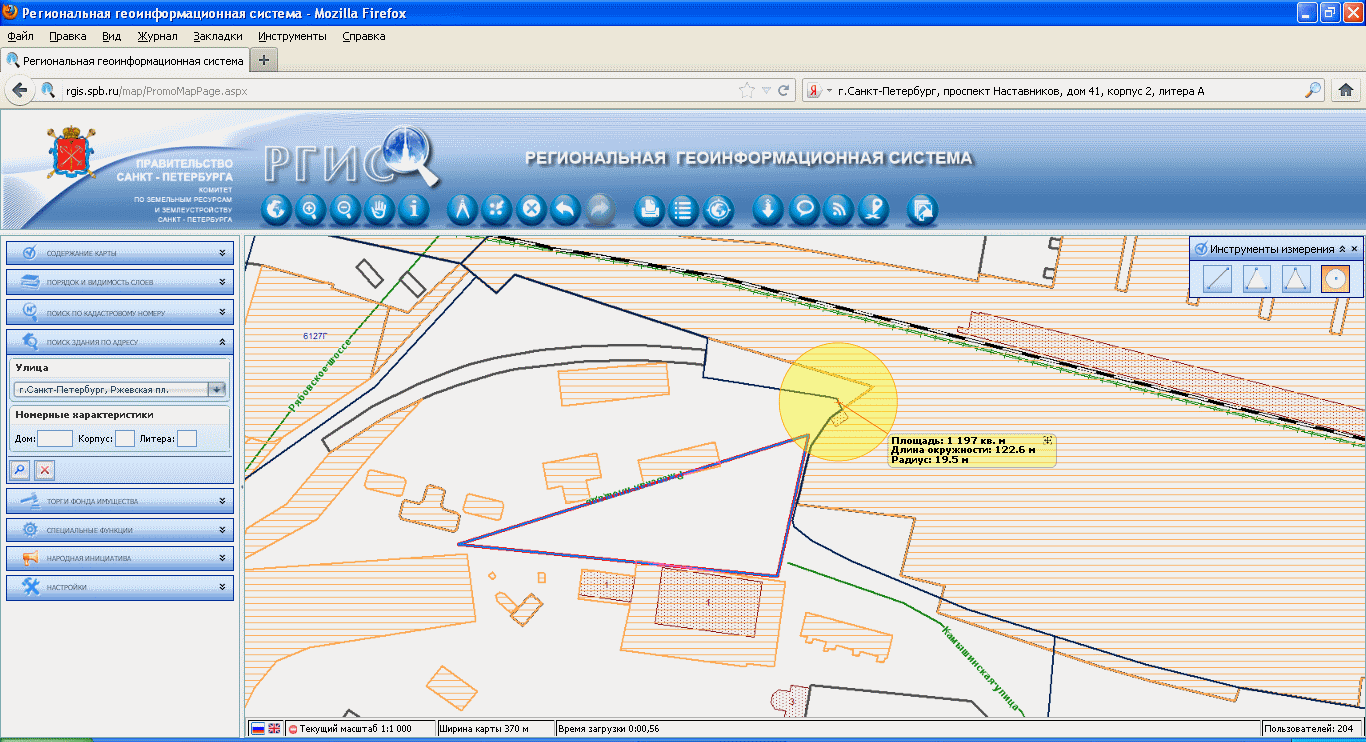 Региональная геоинформационная система - Mozilla Firefox
Файл Правка Вид Журнал Закладки Инструменты Справка
Региональная геоинформационная система
rgis.spb.ru/map/PromoMapPage.aspx
г.Санкт-Петербург, проспект Наставников, дом 41, корпус 2, литера А
ПРАВИТЕЛЬСТВО
САНКТ - ПЕТЕРБУРГА
КОМИТЕТ
ПО ЗЕМЕЛЬНЫМ РЕСУРСАМ
И ЗЕМЛЕУСТРОЙСТВУ
САНКТ - ПЕТЕРБУРГА
РГИС
РЕГИОНАЛЬНАЯ ГЕОИНФОРМАЦИОННАЯ СИСТЕМА
СОДЕРЖАНИЕ КАРТЫ
ПОРЯДОК И ВИДИМОСТЬ СЛОЕВ
ПОИСК ПО КАДАСТРОВОМУ НОМЕРУ
ПОИСК ЗДАНИЯ ПО АДРЕСУ
Улица
г.Санкт-Петербург, Ржевская пл.
Номерные характеристики
Дом: Корпус: Литера:
ТОРГИ ФОНДА ИМУЩЕСТВА
СПЕЦИАЛЬНЫЕ ФУНКЦИИ
НАРОДНАЯ ИНИЦИАТИВА
НАСТРОЙКИ
Инструменты измерения
6127Г
Рябовское шоссе
Площадь: 1 197 кв. м
Длина окружности: 122.6 м
Радиус: 19.5 м
Камышинская улица
Текущий масштаб 1:1 000
Ширина карты 370 м
Время загрузки 0:00,56
Пользователей: 204